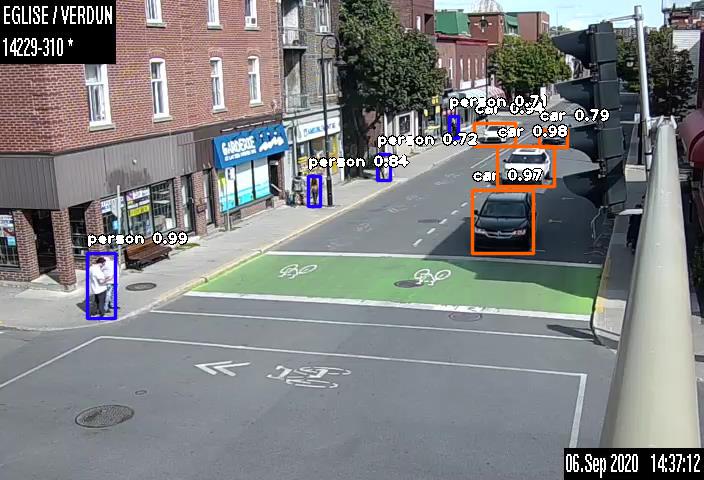 EGLISE / VERDUN
14229-310 *
person 0.71
car 0.79
car 0.98
person 0.72
person 0.84
car 0.97
person 0.99
GARDERIE
06.Sep 2020 14:37:12